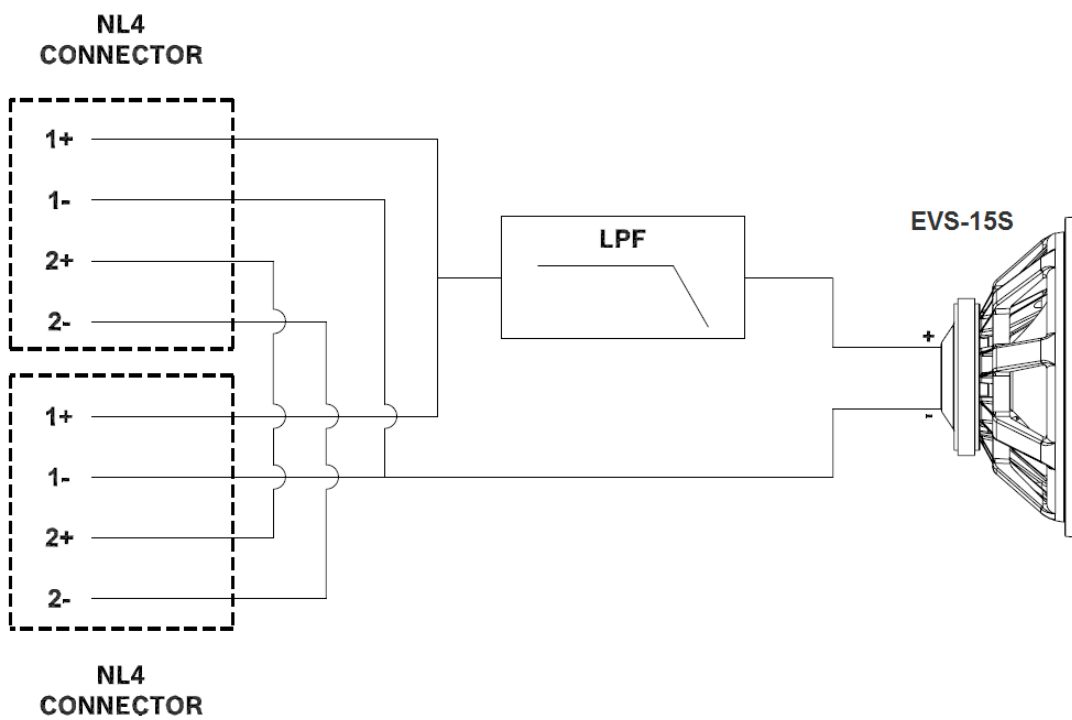 NL4
CONNECTOR
1+
1-
2+
2-
LPF
EVS-15S
+
-
1+
1-
2+
2-
NL4
CONNECTOR